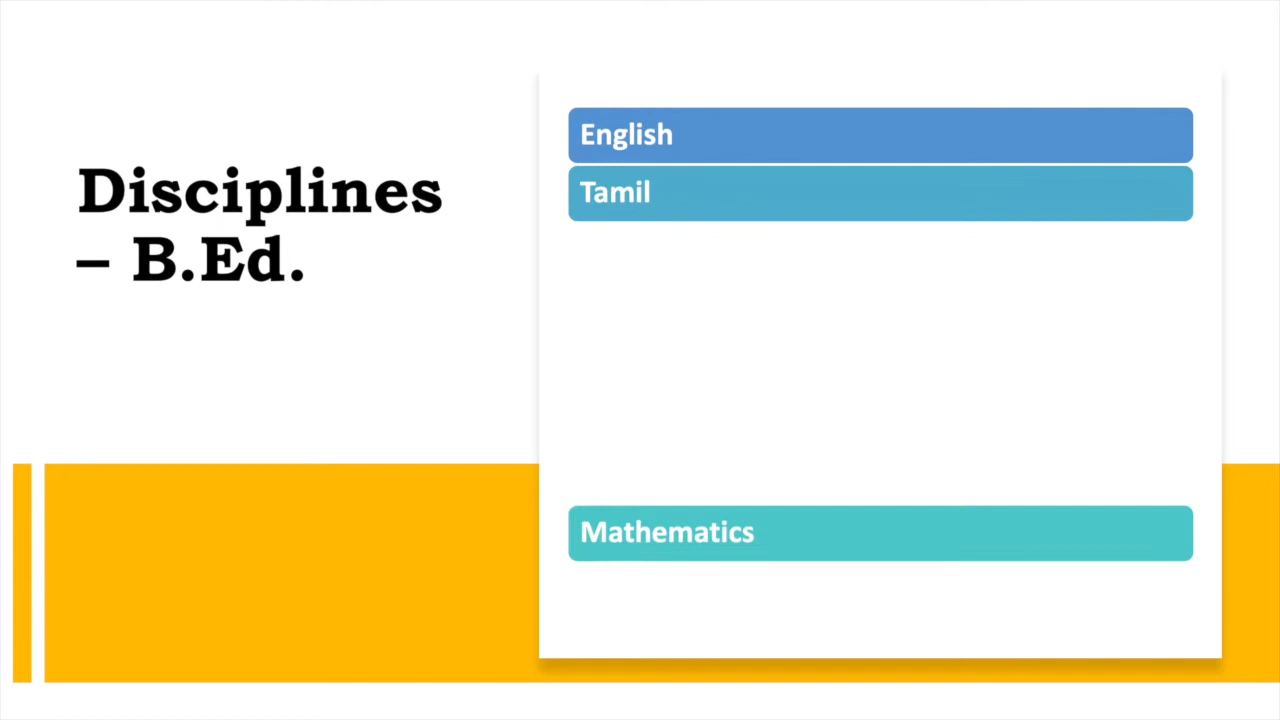 Disciplines
– B.Ed.
English
Tamil
Mathematics